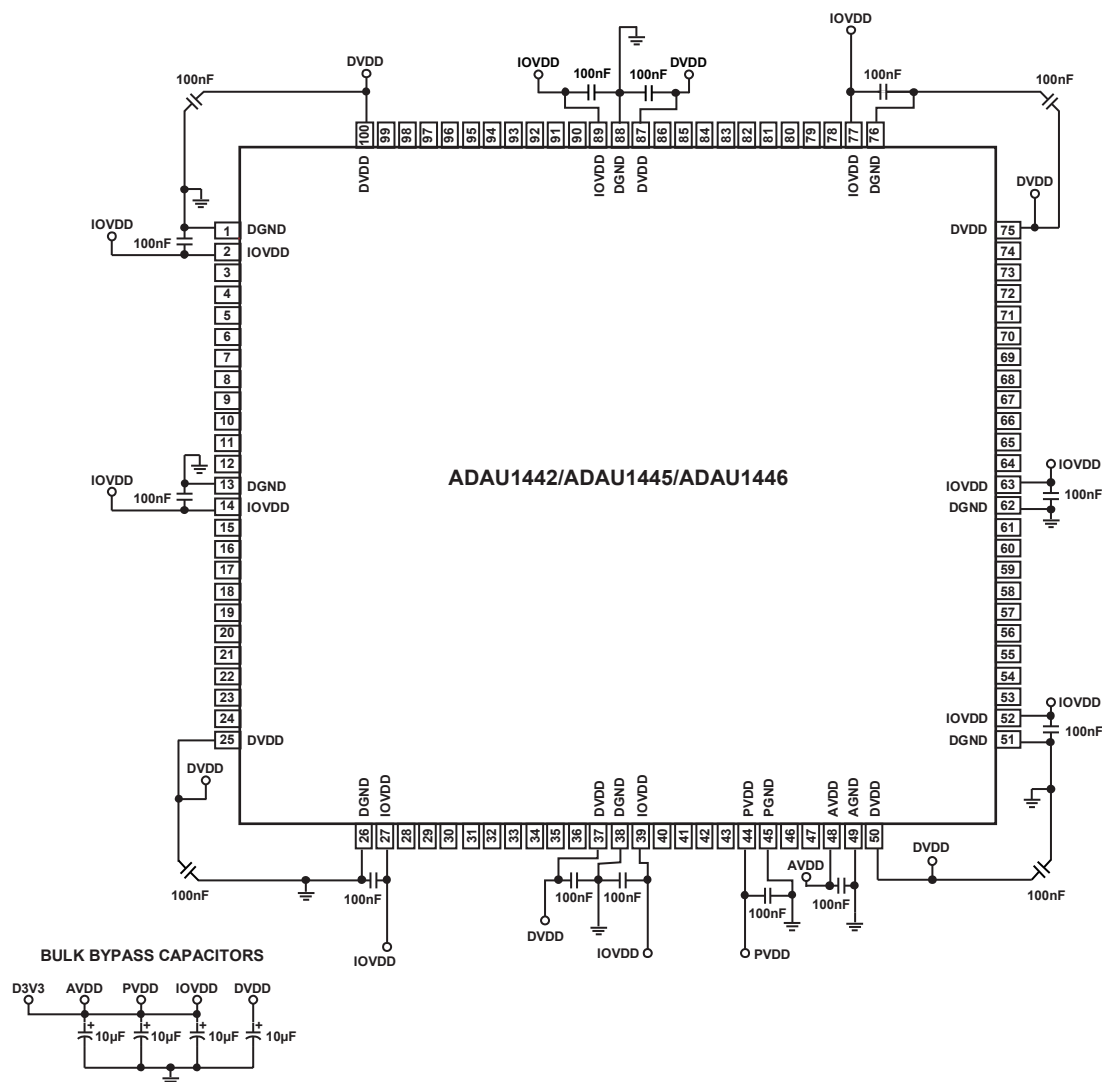 IOVDD
DVDD
IOVDD
DVDD
100nF
100nF
100nF
100nF
100nF
100 99 98 97 96 95 94 93 92 91 90 89 88 87 86 85 84 83 82 81 80 79 78 77 76
DVDD
IOVDD
DGND
DVDD
IOVDD
DGND
IOVDD
100nF
1 DGND
2 IOVDD
3
4
5
6
7
8
9
10
11
12
IOVDD
100nF
13 DGND
14 IOVDD
15
16
17
18
19
20
21
22
23
24
25 DVDD
DVDD
100nF
ADAU1442/ADAU1445/ADAU1446
DVDD
DVDD 75
74
73
72
71
70
69
68
67
66
65
64
IOVDD
IOVDD 63
100nF
DGND 62
61
60
59
58
57
56
55
54
53
IOVDD
IOVDD 52
100nF
DGND 51
DGND
IOVDD
DVDD
DGND
IOVDD
PVDD
PGND
AVDD
AGND
DVDD
26 27 28 29 30 31 32 33 34 35 36 37 38 39 40 41 42 43 44 45 46 47 48 49 50
100nF
100nF
100nF
100nF
AVDD
100nF
DVDD
100nF
IOVDD
DVDD
IOVDD
PVDD
BULK BYPASS CAPACITORS
D3V3 AVDD PVDD IOVDD DVDD
+ + + +
10µF 10µF 10µF 10µF